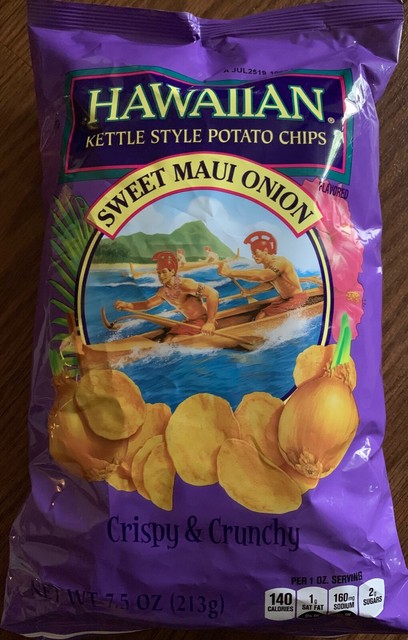 JUL2519
HAWAIIAN®
KETTLE STYLE POTATO CHIPS
SWEET MAUI ONION
FLAVORED
Crispy & Crunchy
NET WT 7.5 OZ (213g)
PER 1 OZ. SERVING
140 CALORIES
1g SAT FAT
160mg SODIUM
2g SUGARS